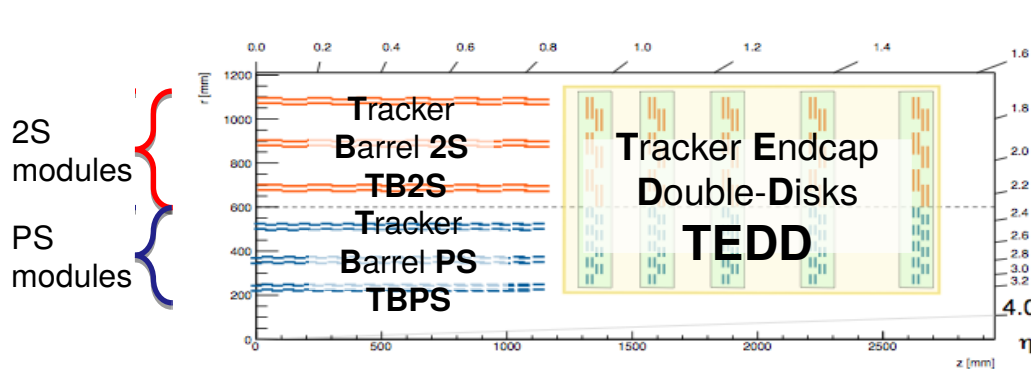 0.0 0.2 0.4 0.6 0.8 1.0 1.2 1.4 1.6
r [mm]
1200
1000
800
600
400
200
0
2S
modules
PS
modules
Tracker
Barrel 2S
TB2S
Tracker
Barrel PS
TBPS
Tracker Endcap
Double-Disks
TEDD
1.8
2.0
2.2
2.4
2.6
2.8
3.0
3.2
4.0
η
0 500 1000 1500 2000 2500
z [mm]